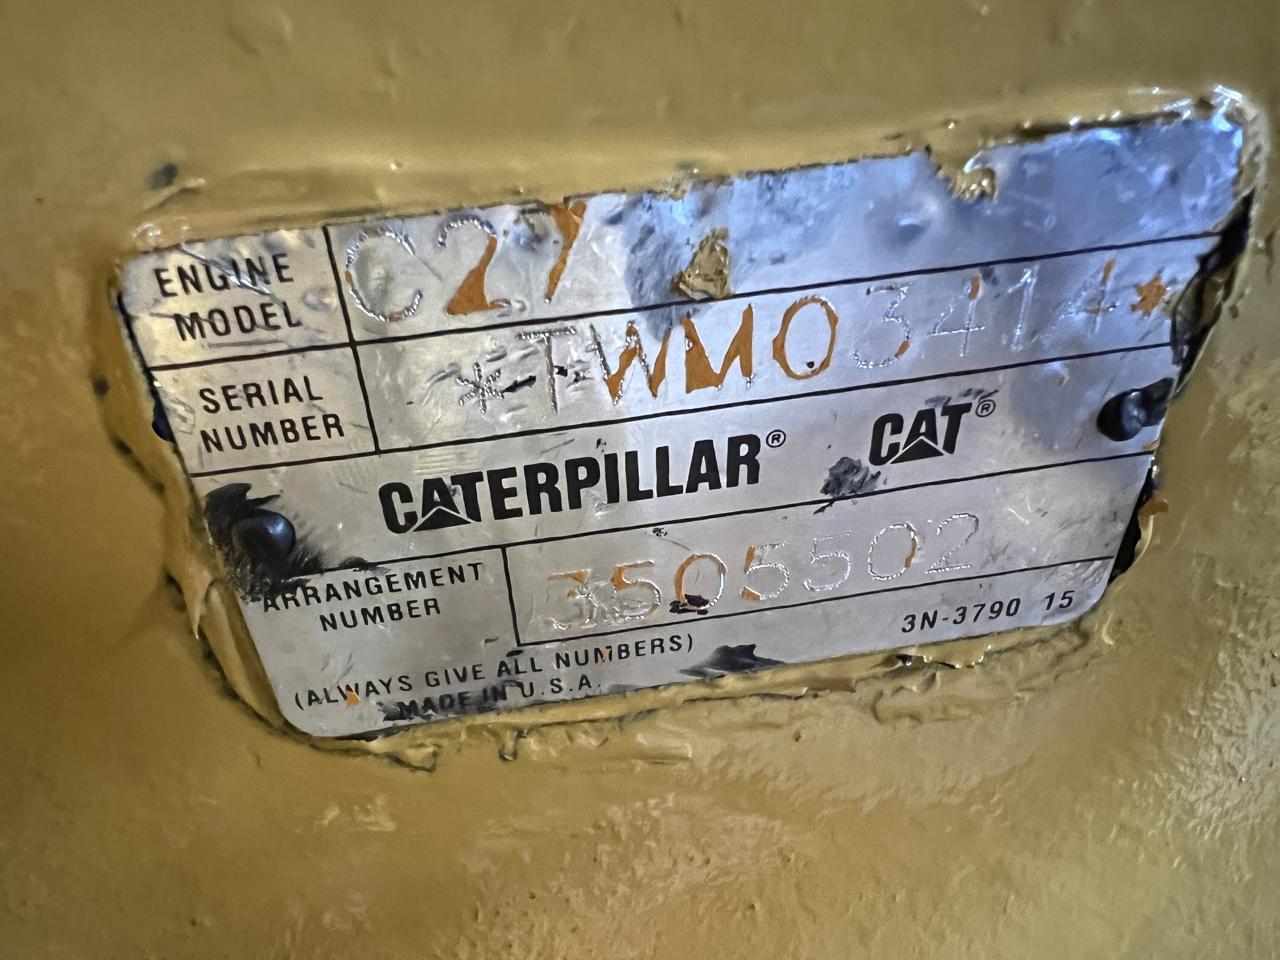 ENGINE MODEL C27
SERIAL NUMBER *TWM03414*
CATERPILLAR® CAT®
ARRANGEMENT NUMBER 3505502
(ALWAYS GIVE ALL NUMBERS) 3N-3790 15
MADE IN U.S.A.